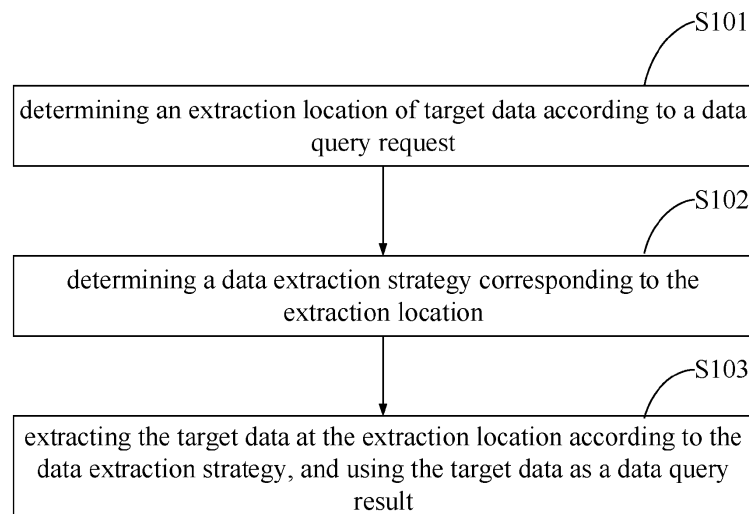 S101
determining an extraction location of target data according to a data
query request
S102
determining a data extraction strategy corresponding to the
extraction location
S103
extracting the target data at the extraction location according to the
data extraction strategy, and using the target data as a data query
result